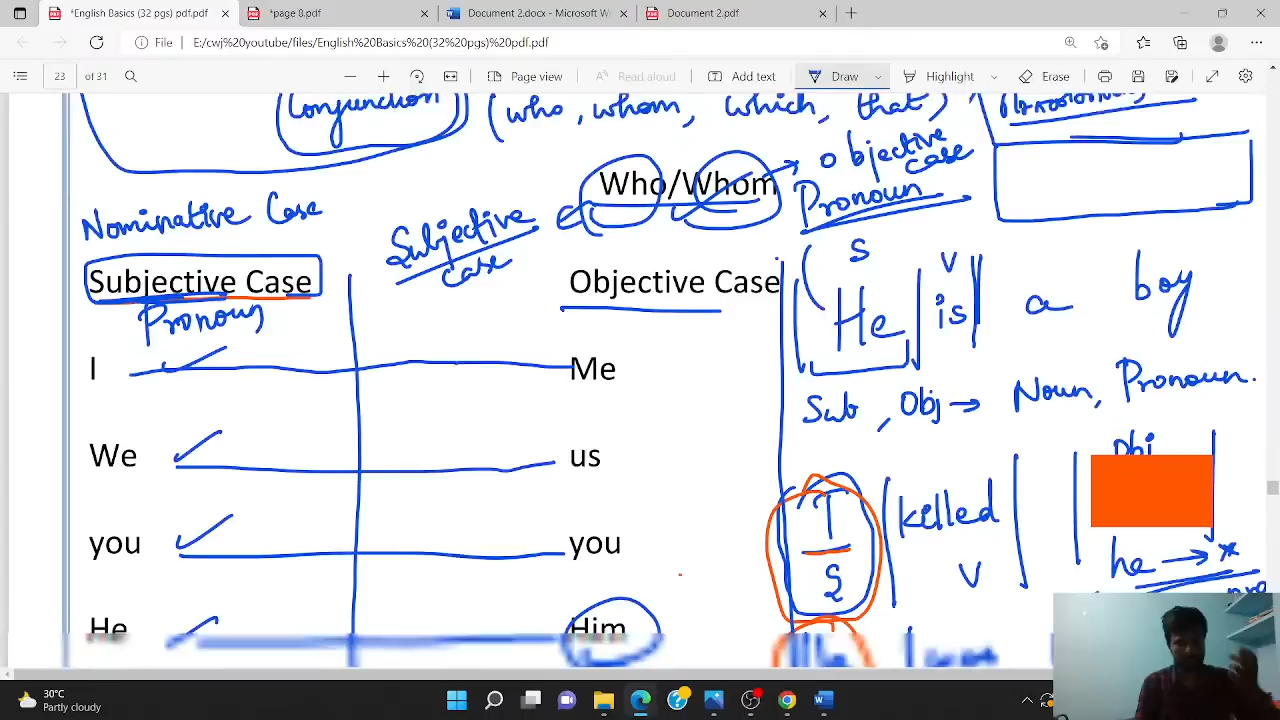 *English Basics (32 pgs) pdf.pdf
*page 8.pdf
Document 2.docx - Microsoft W
Document 2.pdf
File E:/cwj%20youtube/files/English%20Basics%20(32%20pgs)%20pdf.pdf
23 of 31 Page view Read aloud Add text Draw Highlight Erase
Conjunction (who, whom, which, that)
Who/Whom → objective case
Nominative Case Subjective case Pronoun
Subjective Case Objective Case
Pronoun
S V
He is a boy
I Me
Sub, Obj → Noun, Pronoun.
We us
Obj
I killed
S V
you you
he → *
He Him
30°C
Partly cloudy